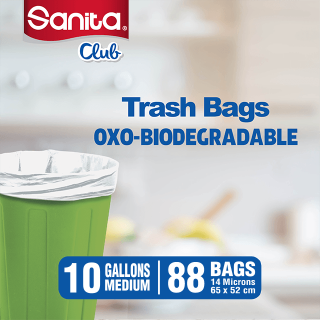 Sanita®
Club
Trash Bags
OXO-BIODEGRADABLE
10 GALLONS
MEDIUM
88 BAGS
14 Microns
65 x 52 cm